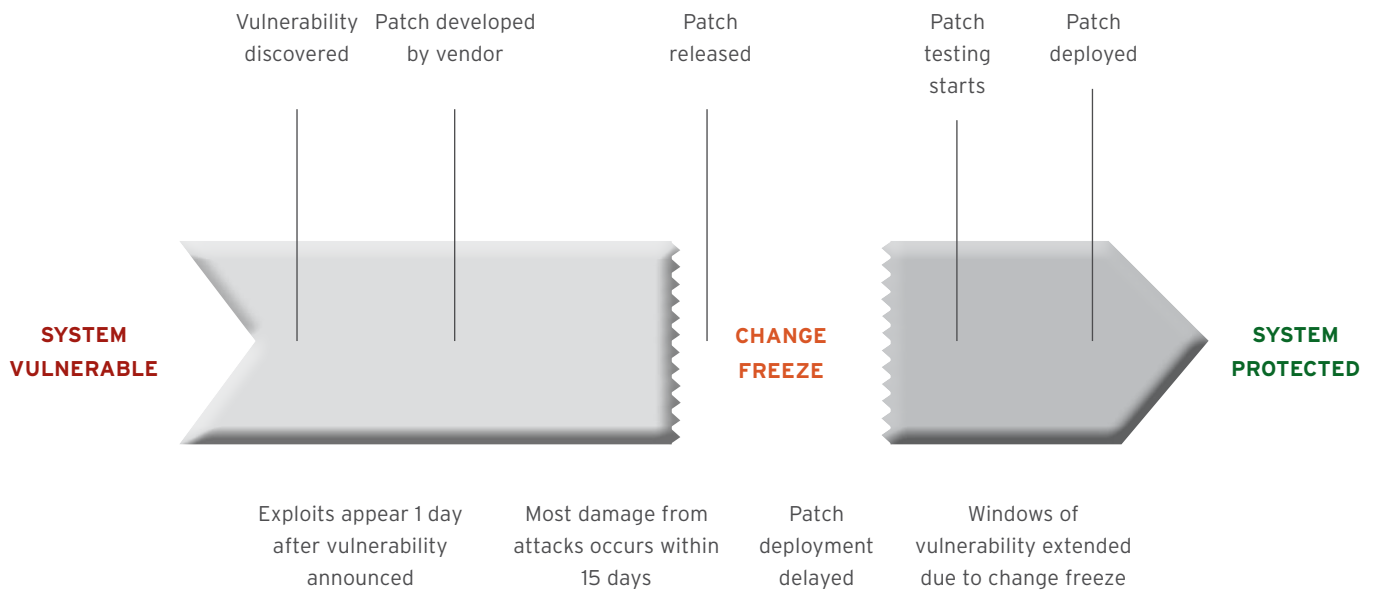 Vulnerability
discovered
Patch developed
by vendor
Patch
released
Patch
testing
starts
Patch
deployed
SYSTEM
VULNERABLE
CHANGE
FREEZE
SYSTEM
PROTECTED
Exploits appear 1 day
after vulnerability
announced
Most damage from
attacks occurs within
15 days
Patch
deployment
delayed
Windows of
vulnerability extended
due to change freeze